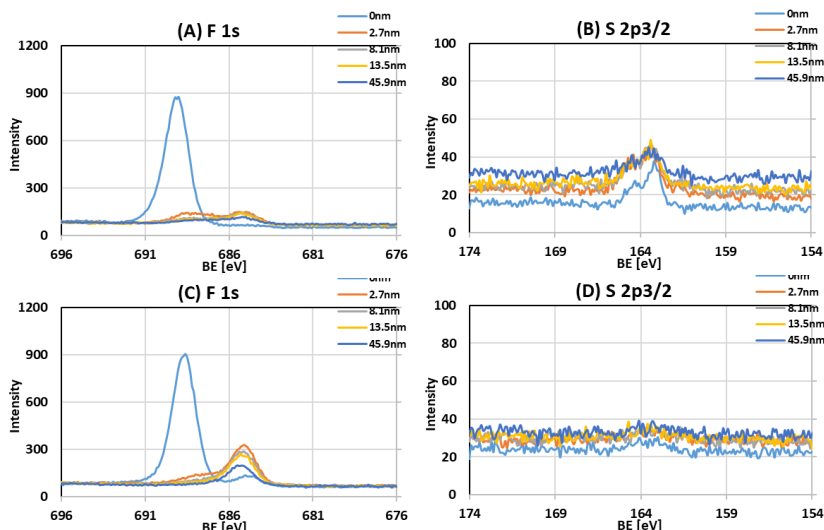 (A) F 1s
0nm
2.7nm
8.1nm
13.5nm
45.9nm
1200
900
600
300
0
Intensity
696
691
686
681
676
BE [eV]
(B) S 2p3/2
0nm
2.7nm
8.1nm
13.5nm
45.9nm
100
80
60
40
20
0
Intensity
174
169
164
159
154
BE [eV]
(C) F 1s
0nm
2.7nm
8.1nm
13.5nm
45.9nm
1200
900
600
300
0
Intensity
696
691
686
681
676
BE [eV]
(D) S 2p3/2
0nm
2.7nm
8.1nm
13.5nm
45.9nm
100
80
60
40
20
0
Intensity
174
169
164
159
154
BE [eV]